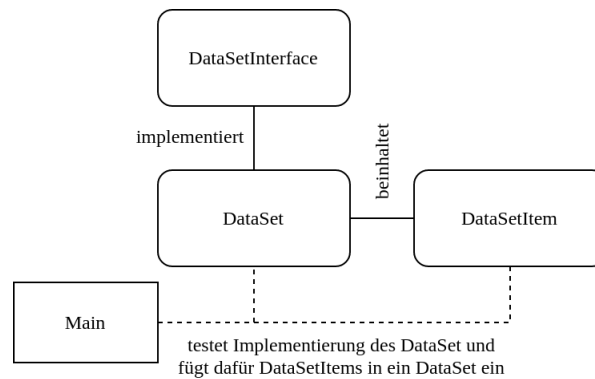 DataSetInterface
implementiert
beinhaltet
DataSet
DataSetItem
Main
testet Implementierung des DataSet und
fügt dafür DataSetItems in ein DataSet ein